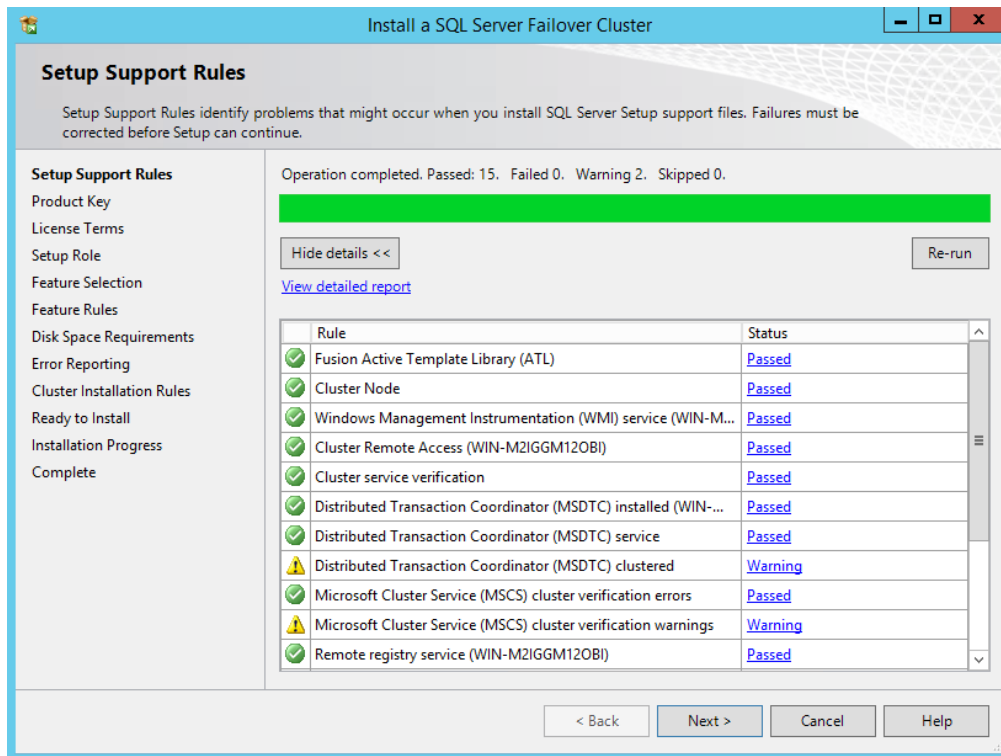 Install a SQL Server Failover Cluster
Setup Support Rules
Setup Support Rules identify problems that might occur when you install SQL Server Setup support files. Failures must be
corrected before Setup can continue.
Setup Support Rules
Product Key
License Terms
Setup Role
Feature Selection
Feature Rules
Disk Space Requirements
Error Reporting
Cluster Installation Rules
Ready to Install
Installation Progress
Complete
Operation completed. Passed: 15. Failed 0. Warning 2. Skipped 0.
Hide details <<
Re-run
View detailed report
Rule Status
Fusion Active Template Library (ATL) Passed
Cluster Node Passed
Windows Management Instrumentation (WMI) service (WIN-M... Passed
Cluster Remote Access (WIN-M2IGGM12OBI) Passed
Cluster service verification Passed
Distributed Transaction Coordinator (MSDTC) installed (WIN-... Passed
Distributed Transaction Coordinator (MSDTC) service Passed
Distributed Transaction Coordinator (MSDTC) clustered Warning
Microsoft Cluster Service (MSCS) cluster verification errors Passed
Microsoft Cluster Service (MSCS) cluster verification warnings Warning
Remote registry service (WIN-M2IGGM12OBI) Passed
< Back Next > Cancel Help